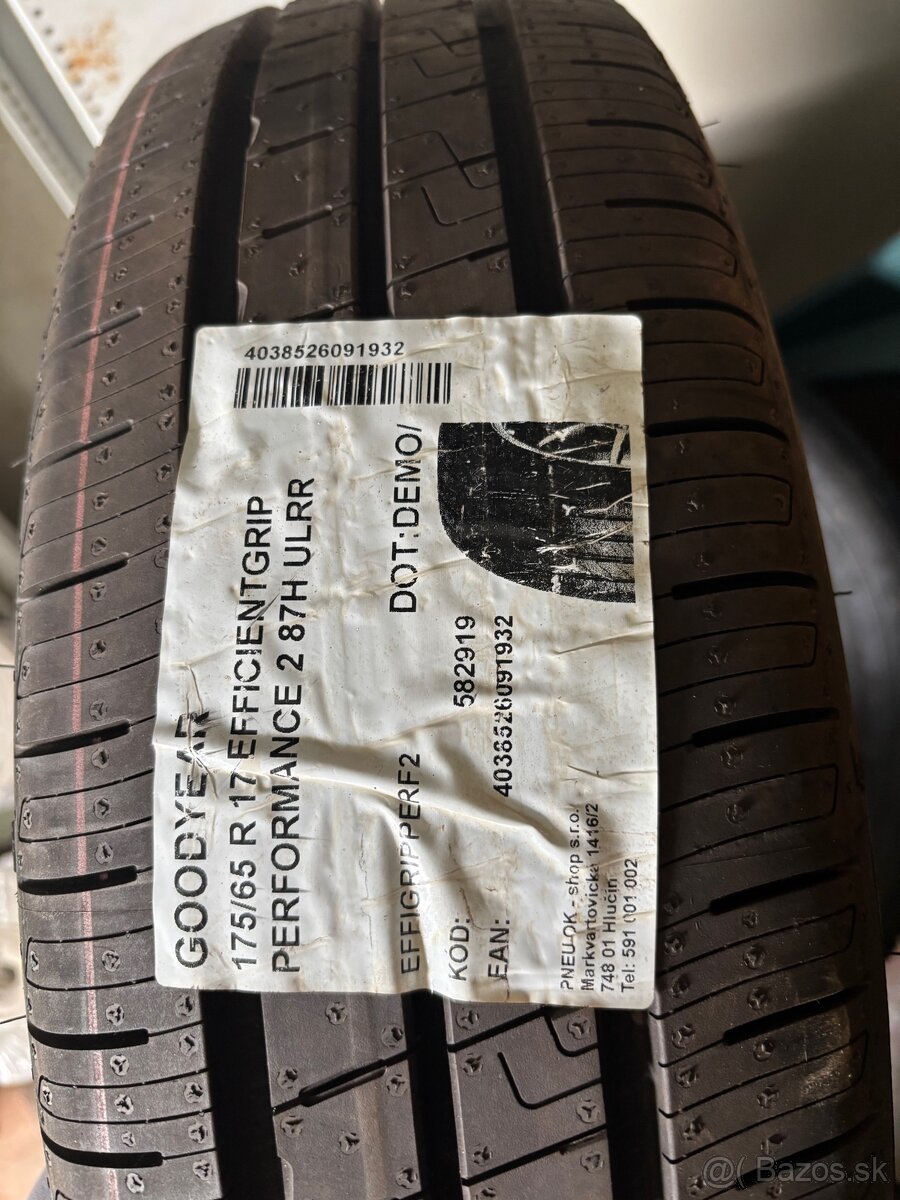 4038526091932
GOODYEAR
175/65 R 17 EFFICIENTGRIP
PERFORMANCE 2 87H ULRR
DOT:DEMO/
EFFIGRIPPERF2
KÓD: 582919
EAN: 4038526091932
PNEU OK - shop s.r.o.
Markvartovická 1416/2
748 01 Hlučín
Tel: 591 001 002
@( Bazos.sk